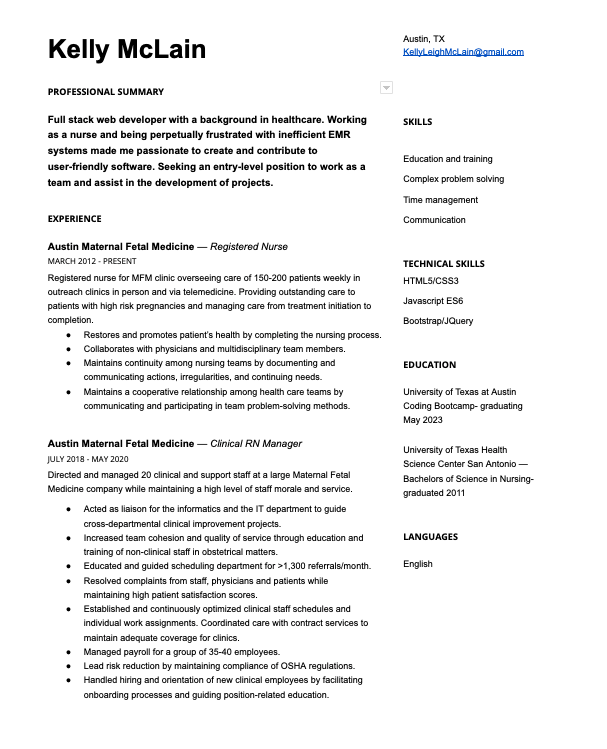 Kelly McLain
Austin, TX
KellyLeighMcLain@gmail.com
PROFESSIONAL SUMMARY
Full stack web developer with a background in healthcare. Working
as a nurse and being perpetually frustrated with inefficient EMR
systems made me passionate to create and contribute to
user-friendly software. Seeking an entry-level position to work as a
team and assist in the development of projects.
EXPERIENCE
Austin Maternal Fetal Medicine — Registered Nurse
MARCH 2012 - PRESENT
Registered nurse for MFM clinic overseeing care of 150-200 patients weekly in
outreach clinics in person and via telemedicine. Providing outstanding care to
patients with high risk pregnancies and managing care from treatment initiation to
completion.
● Restores and promotes patient's health by completing the nursing process.
● Collaborates with physicians and multidisciplinary team members.
● Maintains continuity among nursing teams by documenting and
communicating actions, irregularities, and continuing needs.
● Maintains a cooperative relationship among health care teams by
communicating and participating in team problem-solving methods.
Austin Maternal Fetal Medicine — Clinical RN Manager
JULY 2018 - MAY 2020
Directed and managed 20 clinical and support staff at a large Maternal Fetal
Medicine company while maintaining a high level of staff morale and service.
● Acted as liaison for the informatics and the IT department to guide
cross-departmental clinical improvement projects.
● Increased team cohesion and quality of service through education and
training of non-clinical staff in obstetrical matters.
● Educated and guided scheduling department for >1,300 referrals/month.
● Resolved complaints from staff, physicians and patients while
maintaining high patient satisfaction scores.
● Established and continuously optimized clinical staff schedules and
individual work assignments. Coordinated care with contract services to
maintain adequate coverage for clinics.
● Managed payroll for a group of 35-40 employees.
● Lead risk reduction by maintaining compliance of OSHA regulations.
● Handled hiring and orientation of new clinical employees by facilitating
onboarding processes and guiding position-related education.
SKILLS
Education and training
Complex problem solving
Time management
Communication
TECHNICAL SKILLS
HTML5/CSS3
Javascript ES6
Bootstrap/JQuery
EDUCATION
University of Texas at Austin
Coding Bootcamp- graduating
May 2023
University of Texas Health
Science Center San Antonio —
Bachelors of Science in Nursing-
graduated 2011
LANGUAGES
English